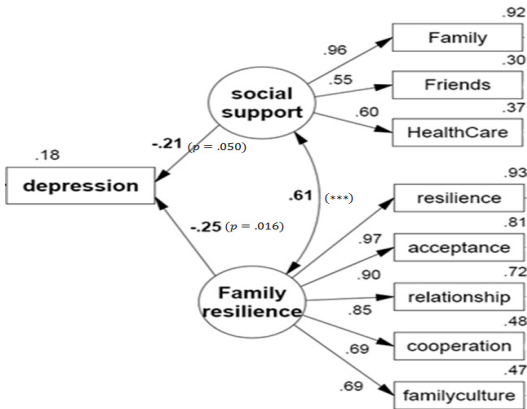 .92
Family
.96
.30
.55
Friends
social
support
.60
.37
HealthCare
.18
-.21 (p = .050)
depression
.93
.61 (***)
resilience
-.25 (p = .016)
.81
.97
acceptance
.90
.72
Family
resilience
relationship
.85
.48
.69
cooperation
.47
.69
familyculture